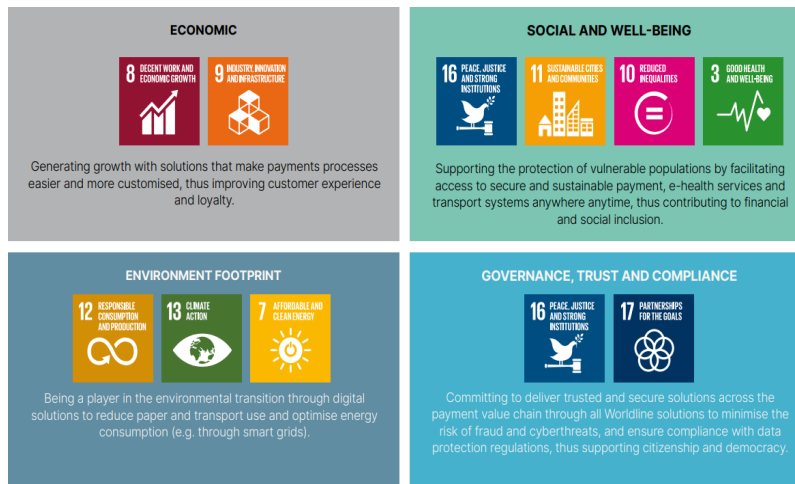 ECONOMIC
8 DECENT WORK AND
ECONOMIC GROWTH
9 INDUSTRY, INNOVATION
AND INFRASTRUCTURE
Generating growth with solutions that make payments processes
easier and more customised, thus improving customer experience
and loyalty.
SOCIAL AND WELL-BEING
16 PEACE, JUSTICE
AND STRONG
INSTITUTIONS
11 SUSTAINABLE CITIES
AND COMMUNITIES
10 REDUCED
INEQUALITIES
3 GOOD HEALTH
AND WELL-BEING
Supporting the protection of vulnerable populations by facilitating
access to secure and sustainable payment, e-health services and
transport systems anywhere anytime, thus contributing to financial
and social inclusion.
ENVIRONMENT FOOTPRINT
12 RESPONSIBLE
CONSUMPTION
AND PRODUCTION
13 CLIMATE
ACTION
7 AFFORDABLE AND
CLEAN ENERGY
Being a player in the environmental transition through digital
solutions to reduce paper and transport use and optimise energy
consumption (e.g. through smart grids).
GOVERNANCE, TRUST AND COMPLIANCE
16 PEACE, JUSTICE
AND STRONG
INSTITUTIONS
17 PARTNERSHIPS
FOR THE GOALS
Committing to deliver trusted and secure solutions across the
payment value chain through all Worldline solutions to minimise the
risk of fraud and cyberthreats, and ensure compliance with data
protection regulations, thus supporting citizenship and democracy.